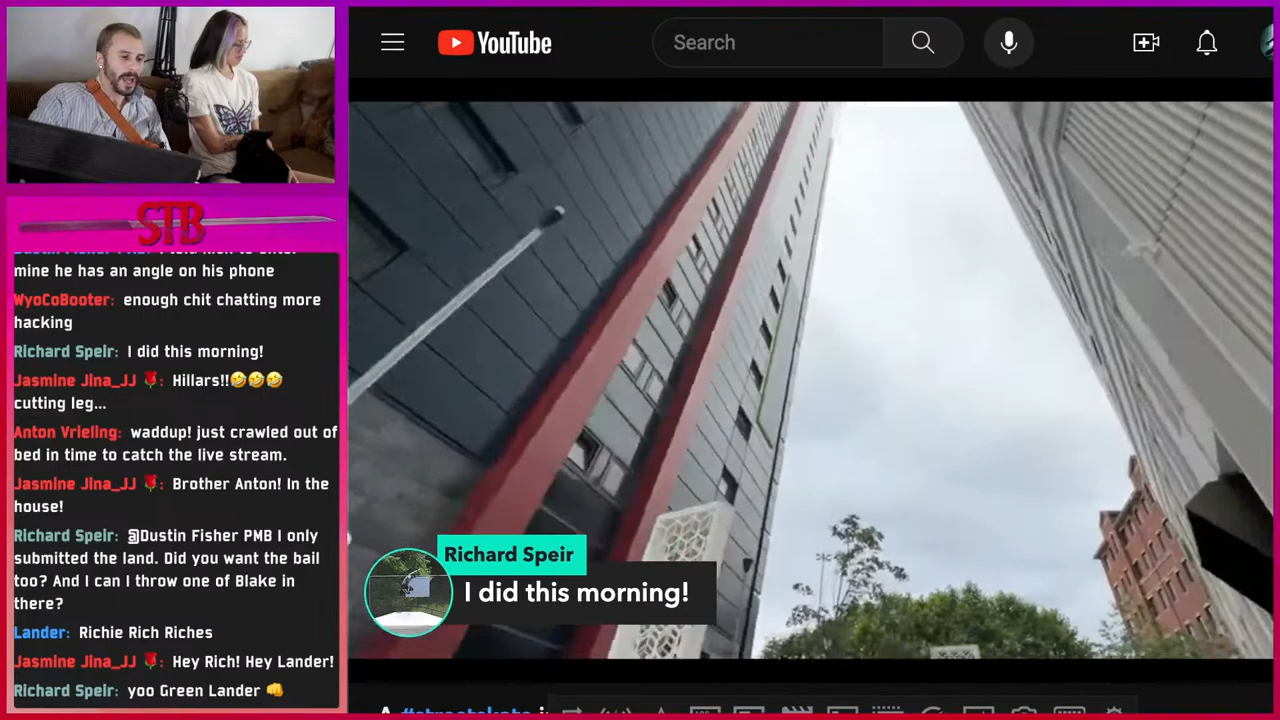 YouTube
Search
STB
mine he has an angle on his phone
WyoCoBooter: enough chit chatting more
hacking
Richard Speir: I did this morning!
Jasmine Jina_JJ 🌹: Hillars!!🤣🤣🤣
cutting leg...
Anton Vrieling: waddup! just crawled out of
bed in time to catch the live stream.
Jasmine Jina_JJ 🌹: Brother Anton! In the
house!
Richard Speir: @Dustin Fisher PMB I only
submitted the land. Did you want the bail
too? And I can I throw one of Blake in
there?
Lander: Richie Rich Riches
Jasmine Jina_JJ 🌹: Hey Rich! Hey Lander!
Richard Speir: yoo Green Lander 👊
Richard Speir
I did this morning!